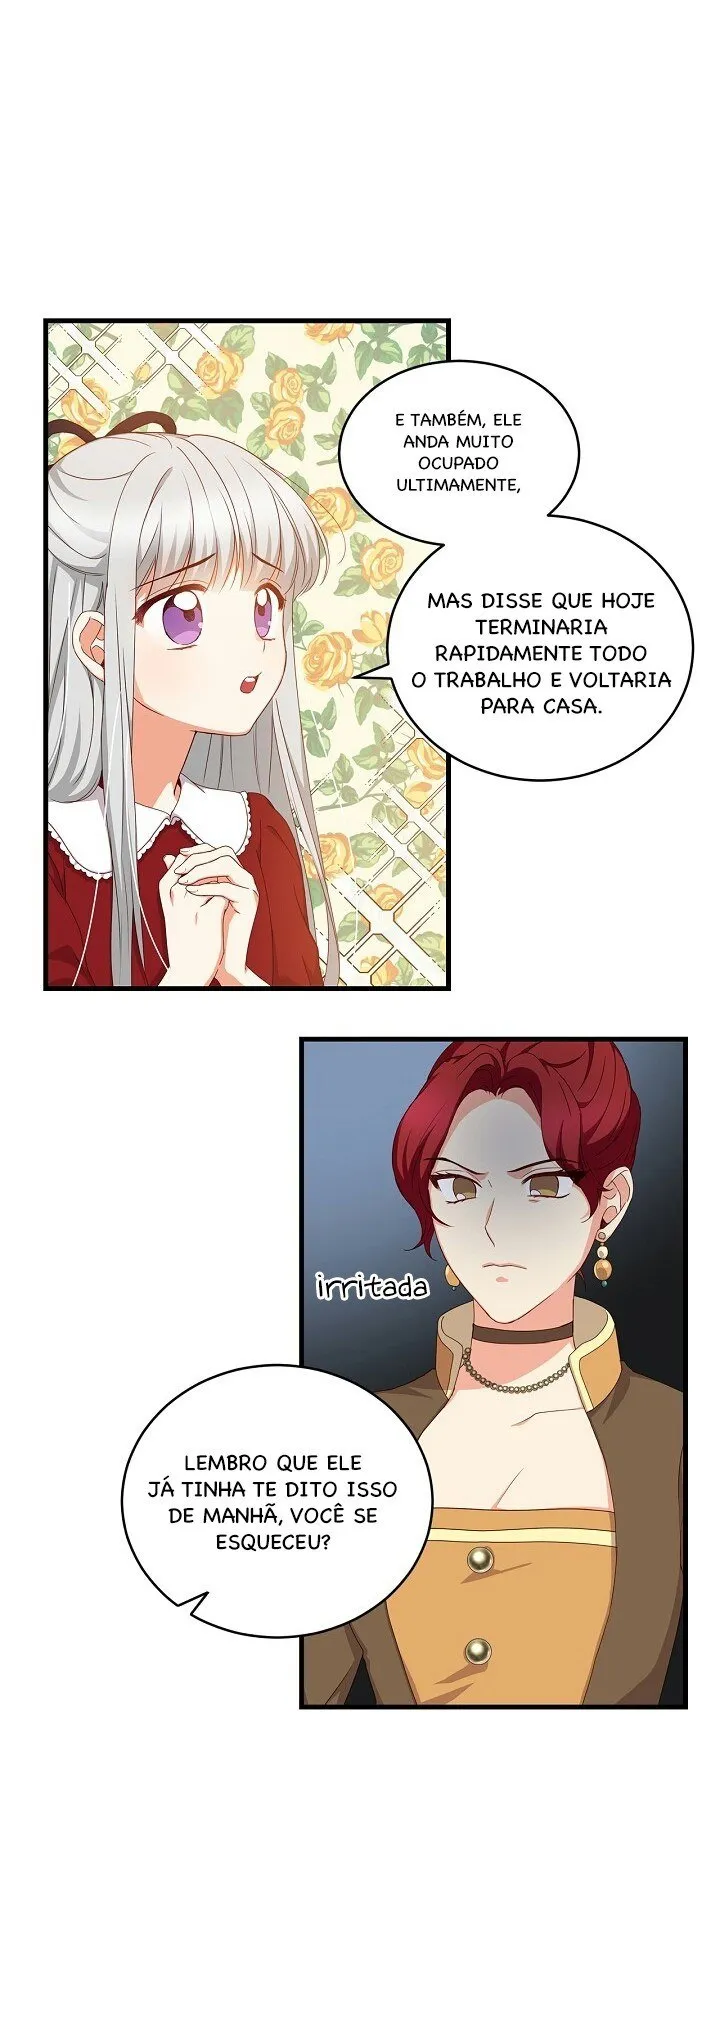 E TAMBÉM, ELE
ANDA MUITO
OCUPADO
ULTIMAMENTE,
MAS DISSE QUE HOJE
TERMINARIA
RAPIDAMENTE TODO
O TRABALHO E VOLTARIA
PARA CASA.
irritada
LEMBRO QUE ELE
JÁ TINHA TE DITO ISSO
DE MANHÃ, VOCÊ SE
ESQUECEU?